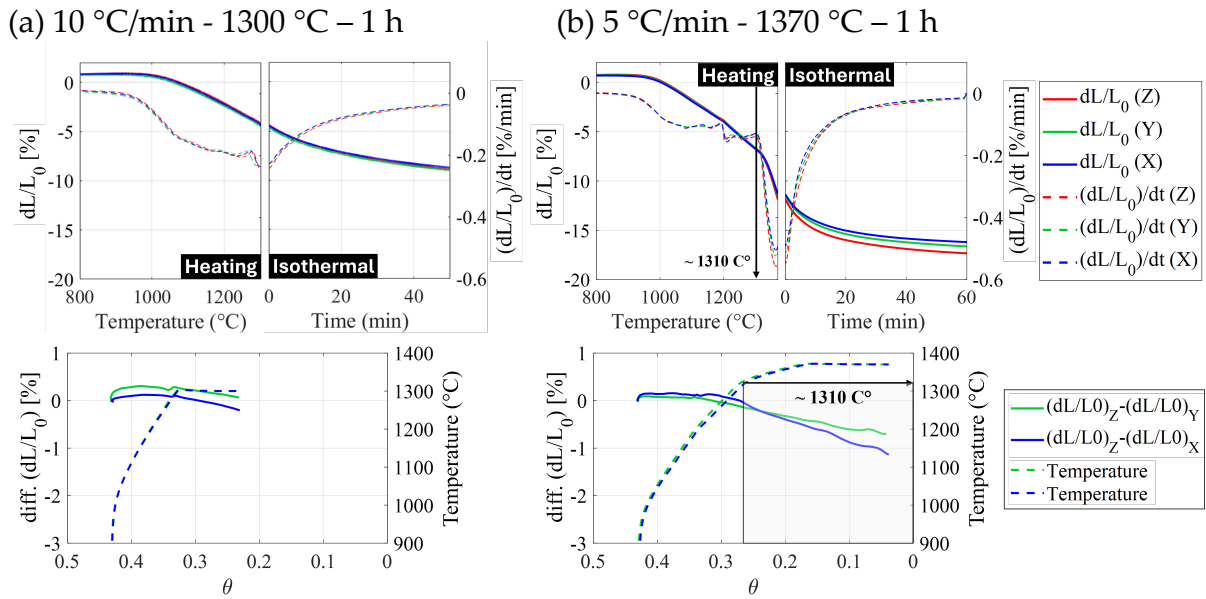 (a) 10 °C/min - 1300 °C – 1 h
(b) 5 °C/min - 1370 °C – 1 h
0
-5
-10
-15
-20
dL/L0 [%]
800 1000 1200
Temperature (°C)
Heating
Isothermal
0 20 40
Time (min)
0
-0.2
-0.4
-0.6
(dL/L0)/dt [%/min]
0
-5
-10
-15
-20
dL/L0 [%]
800 1000 1200
Temperature (°C)
Heating
Isothermal
~ 1310 C°
0 20 40 60
Time (min)
0
-0.2
-0.4
-0.6
(dL/L0)/dt [%/min]
dL/L0 (Z)
dL/L0 (Y)
dL/L0 (X)
(dL/L0)/dt (Z)
(dL/L0)/dt (Y)
(dL/L0)/dt (X)
1
0
-1
-2
-3
diff. (dL/L0) [%]
0.5 0.4 0.3 0.2 0.1 0
θ
1400
1300
1200
1100
1000
900
Temperature (°C)
1
0
-1
-2
-3
diff. (dL/L0) [%]
~ 1310 C°
0.5 0.4 0.3 0.2 0.1 0
θ
1400
1300
1200
1100
1000
900
Temperature (°C)
(dL/L0)Z-(dL/L0)Y
(dL/L0)Z-(dL/L0)X
Temperature
Temperature